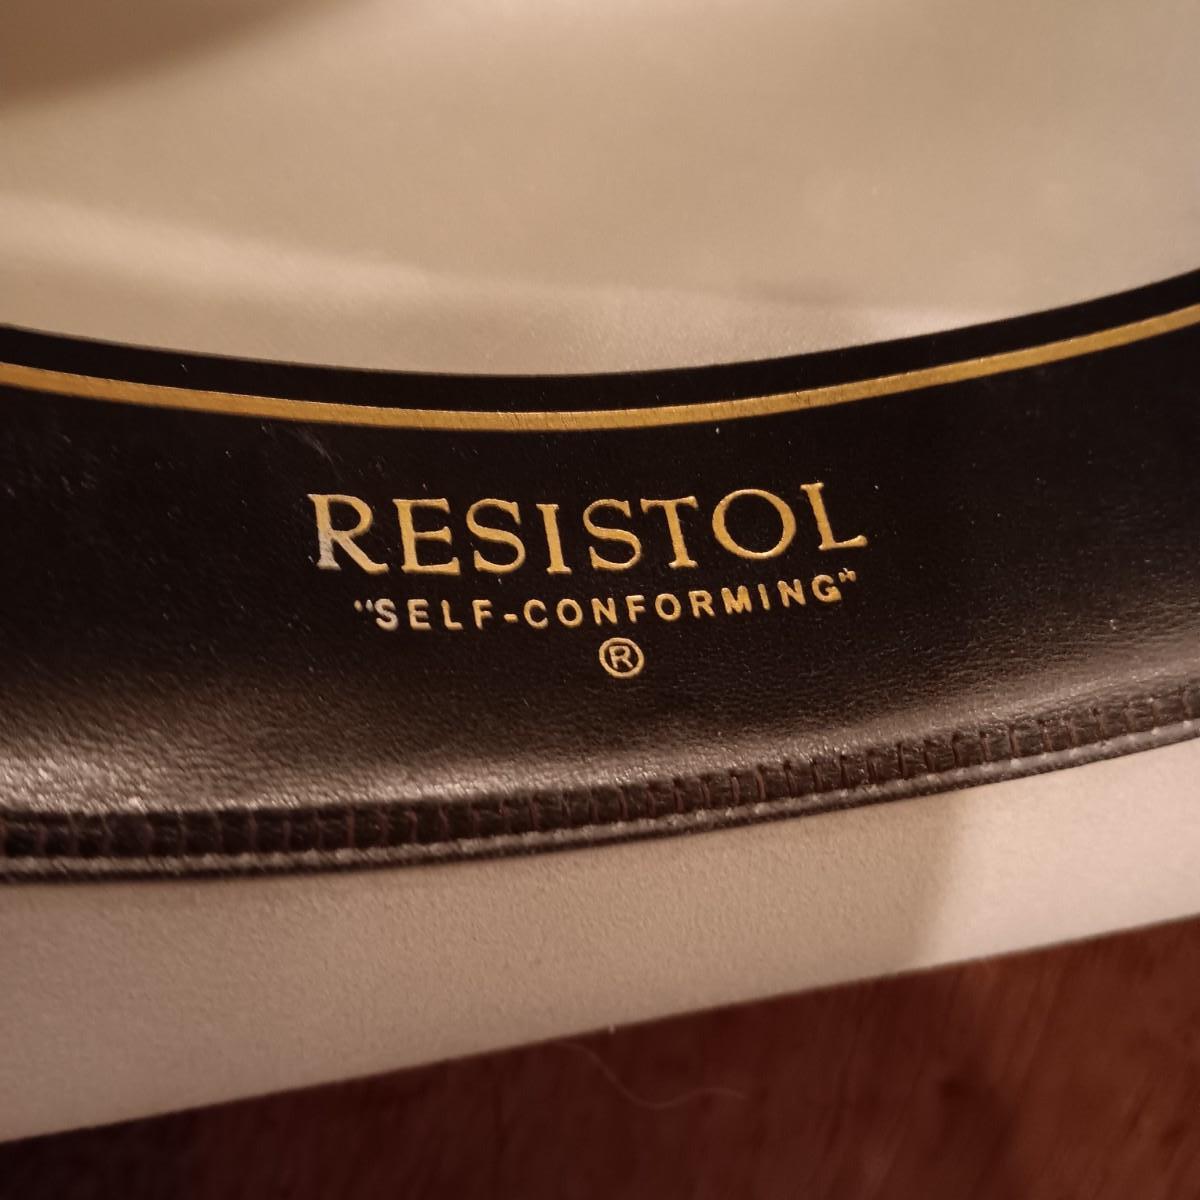 RESISTOL
"SELF-CONFORMING"
®